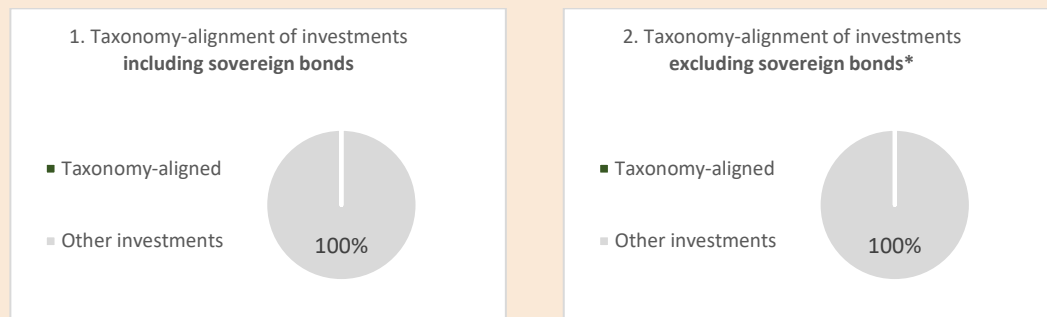 1. Taxonomy-alignment of investments
including sovereign bonds
Taxonomy-aligned
Other investments
100%
2. Taxonomy-alignment of investments
excluding sovereign bonds*
Taxonomy-aligned
Other investments
100%